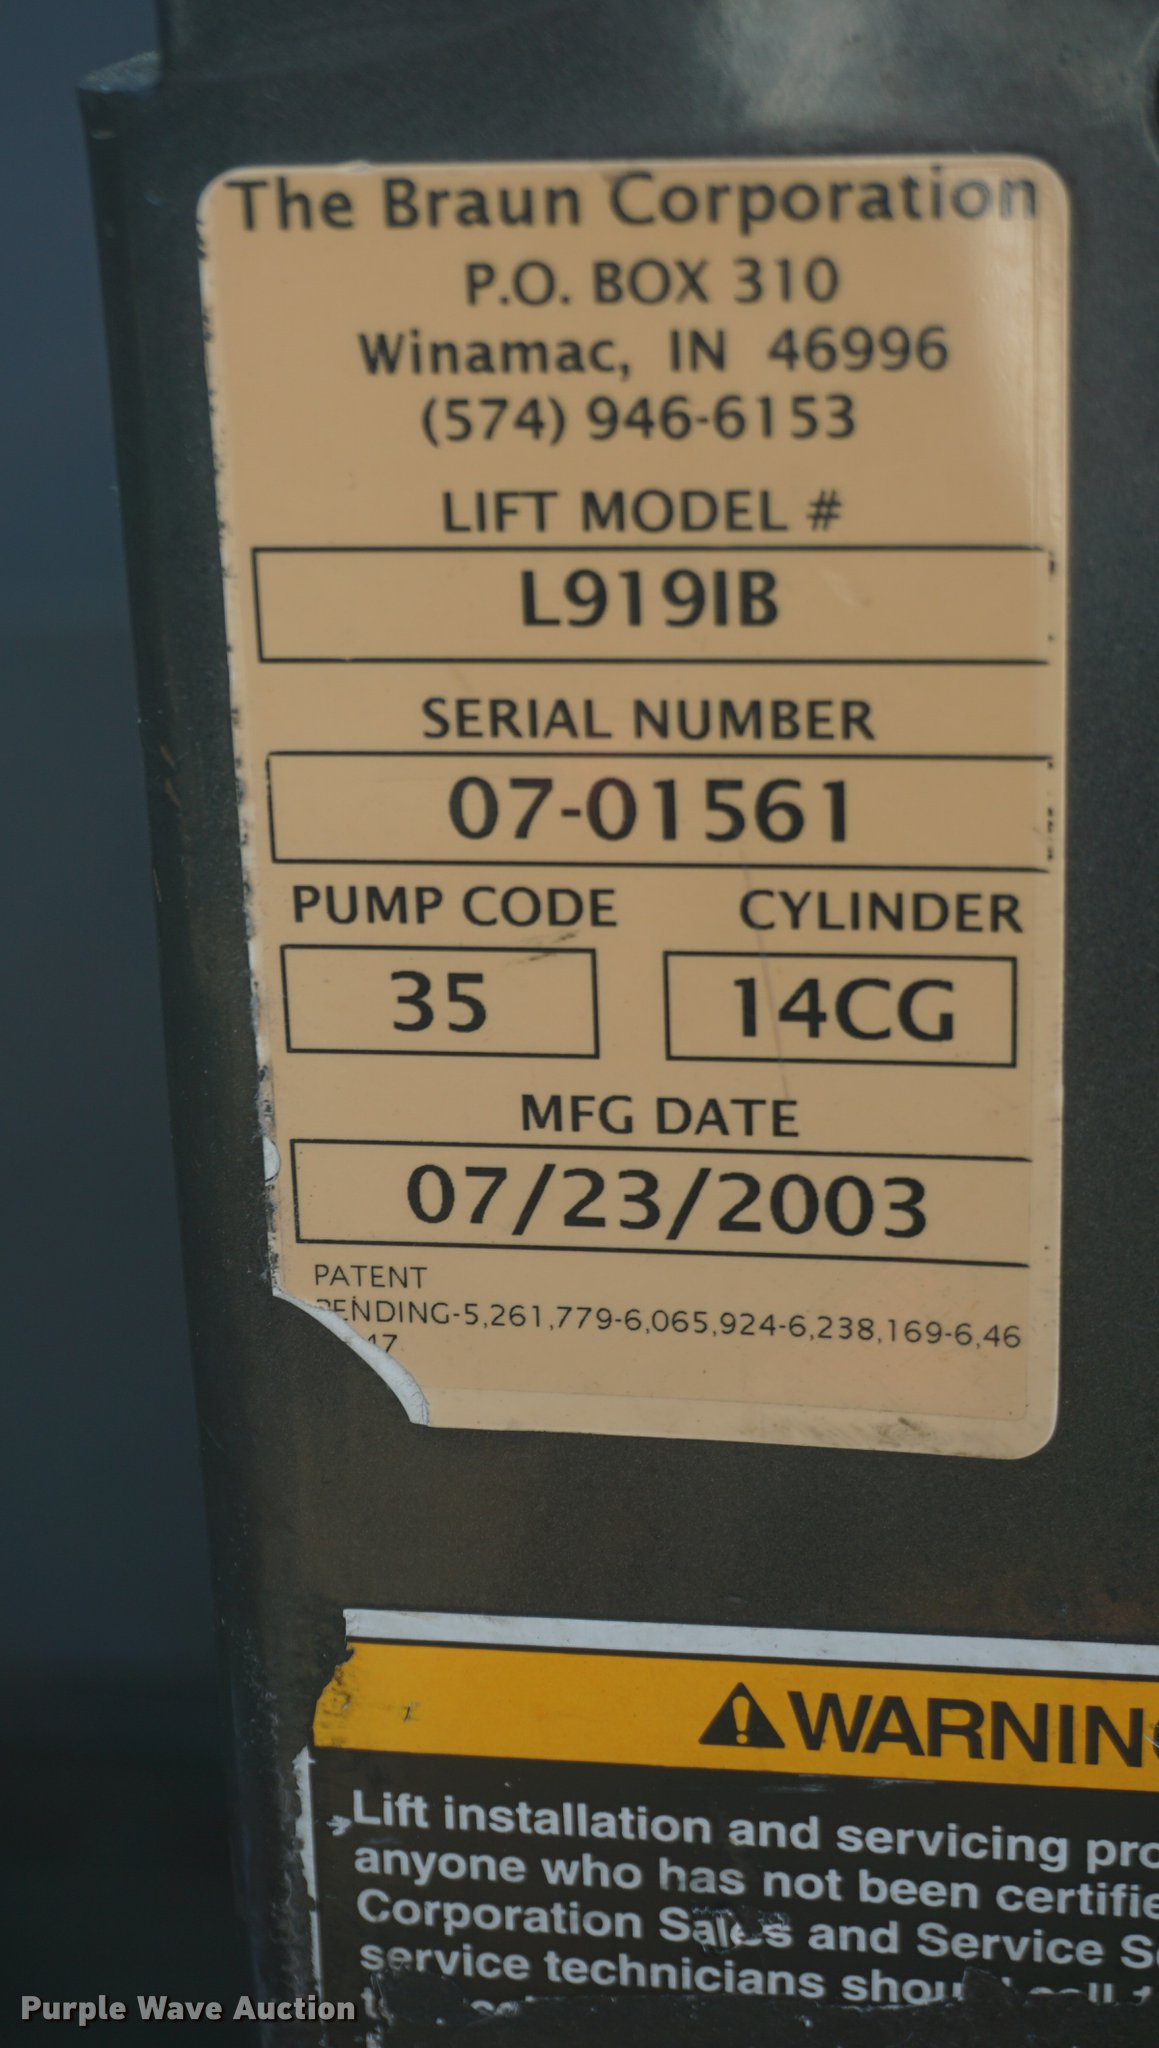 The Braun Corporation
P.O. BOX 310
Winamac, IN 46996
(574) 946-6153
LIFT MODEL #
L919IB
SERIAL NUMBER
07-01561
PUMP CODE CYLINDER
35 14CG
MFG DATE
07/23/2003
PATENT
PENDING-5,261,779-6,065,924-6,238,169-6,46
47
WARNIN
Lift installation and servicing pro
anyone who has not been certifie
Corporation Sales and Service S
service technicians shou
Purple Wave Auction